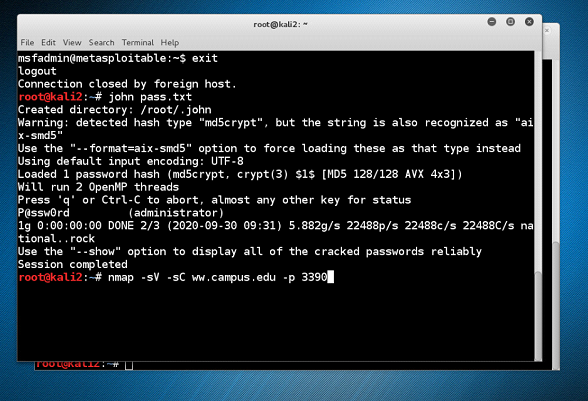 root@kali2: ~
File Edit View Search Terminal Help
msfadmin@metasploitable:~$ exit
logout
Connection closed by foreign host.
root@kali2:~# john pass.txt
Created directory: /root/.john
Warning: detected hash type "md5crypt", but the string is also recognized as "ai
x-smd5"
Use the "--format=aix-smd5" option to force loading these as that type instead
Using default input encoding: UTF-8
Loaded 1 password hash (md5crypt, crypt(3) $1$ [MD5 128/128 AVX 4x3])
Will run 2 OpenMP threads
Press 'q' or Ctrl-C to abort, almost any other key for status
P@ssw0rd         (administrator)
1g 0:00:00:00 DONE 2/3 (2020-09-30 09:31) 5.882g/s 22488p/s 22488c/s 22488C/s na
tional..rock
Use the "--show" option to display all of the cracked passwords reliably
Session completed
root@kali2:~# nmap -sV -sC ww.campus.edu -p 3390
root@kali2:~#